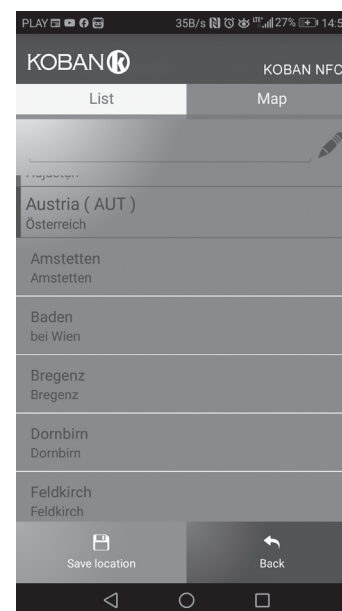 PLAY 35B/s LTE 27% 14:5
KOBAN k
KOBAN NFC
List Map
Austria ( AUT )
Österreich
Amstetten
Amstetten
Baden
bei Wien
Bregenz
Bregenz
Dornbirn
Dornbirn
Feldkirch
Feldkirch
Save location Back